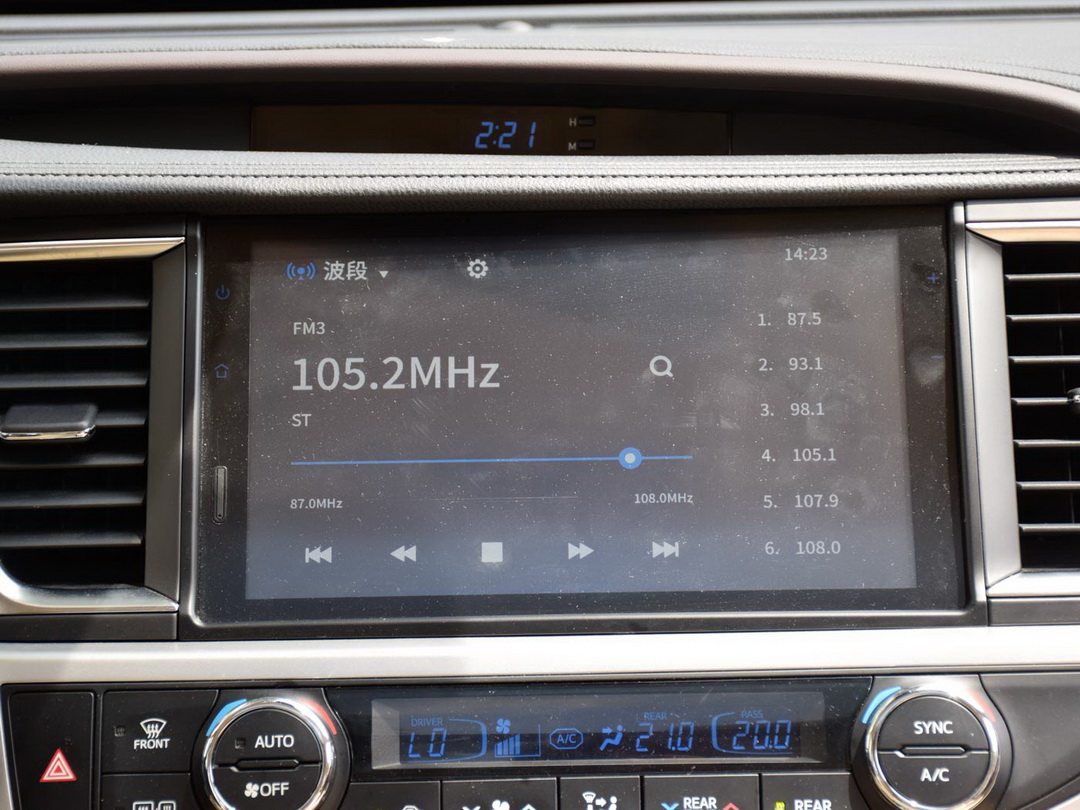 2:21
H
M
波段
14:23
FM3
105.2MHz
ST
87.0MHz
108.0MHz
1. 87.5
2. 93.1
3. 98.1
4. 105.1
5. 107.9
6. 108.0
FRONT
AUTO
OFF
DRIVER
LO
A/C
REAR
21.0
PASS
20.0
SYNC
A/C
REAR
REAR